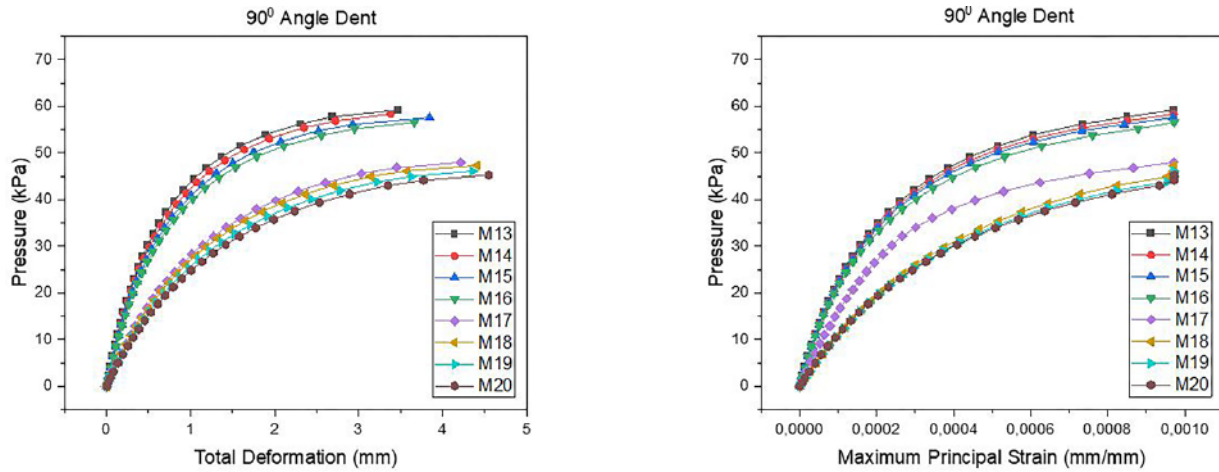 90⁰ Angle Dent
Pressure (kPa)
70
60
50
40
30
20
10
0
M13
M14
M15
M16
M17
M18
M19
M20
0 1 2 3 4 5
Total Deformation (mm)
90⁰ Angle Dent
Pressure (kPa)
70
60
50
40
30
20
10
0
M13
M14
M15
M16
M17
M18
M19
M20
0,0000 0,0002 0,0004 0,0006 0,0008 0,0010
Maximum Principal Strain (mm/mm)